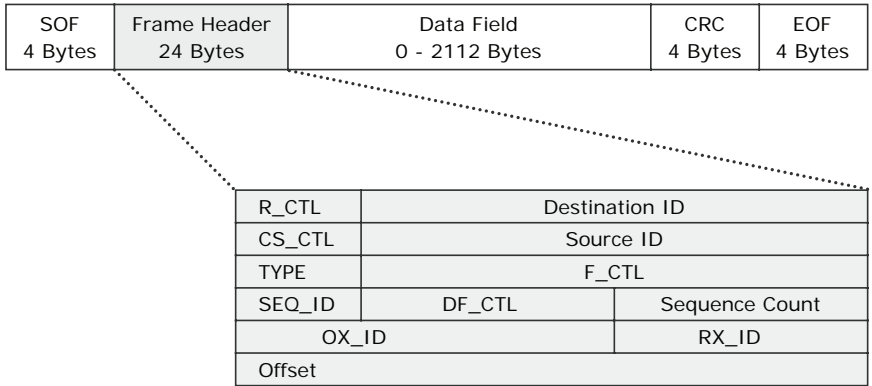 SOF Frame Header Data Field CRC EOF
4 Bytes 24 Bytes 0 - 2112 Bytes 4 Bytes 4 Bytes
R_CTL Destination ID
CS_CTL Source ID
TYPE F_CTL
SEQ_ID DF_CTL Sequence Count
OX_ID RX_ID
Offset